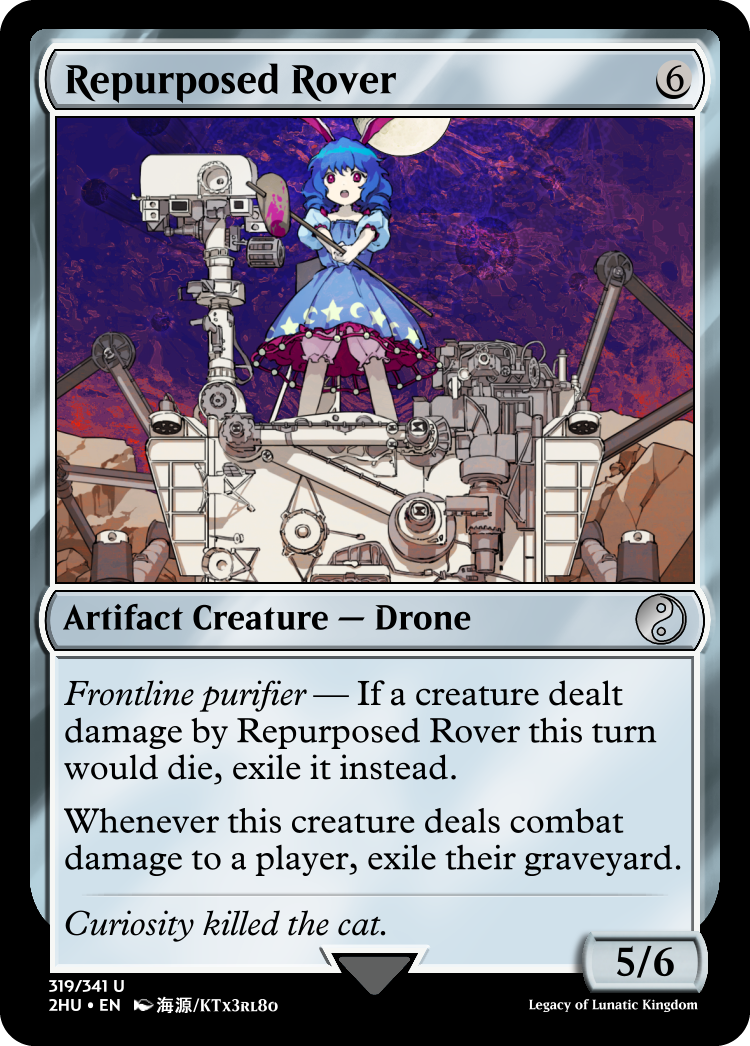 Repurposed Rover
6
Artifact Creature — Drone
Frontline purifier — If a creature dealt
damage by Repurposed Rover this turn
would die, exile it instead.
Whenever this creature deals combat
damage to a player, exile their graveyard.
Curiosity killed the cat.
5/6
319/341 U
2HU • EN 海源/KTx3RL8o
Legacy of Lunatic Kingdom